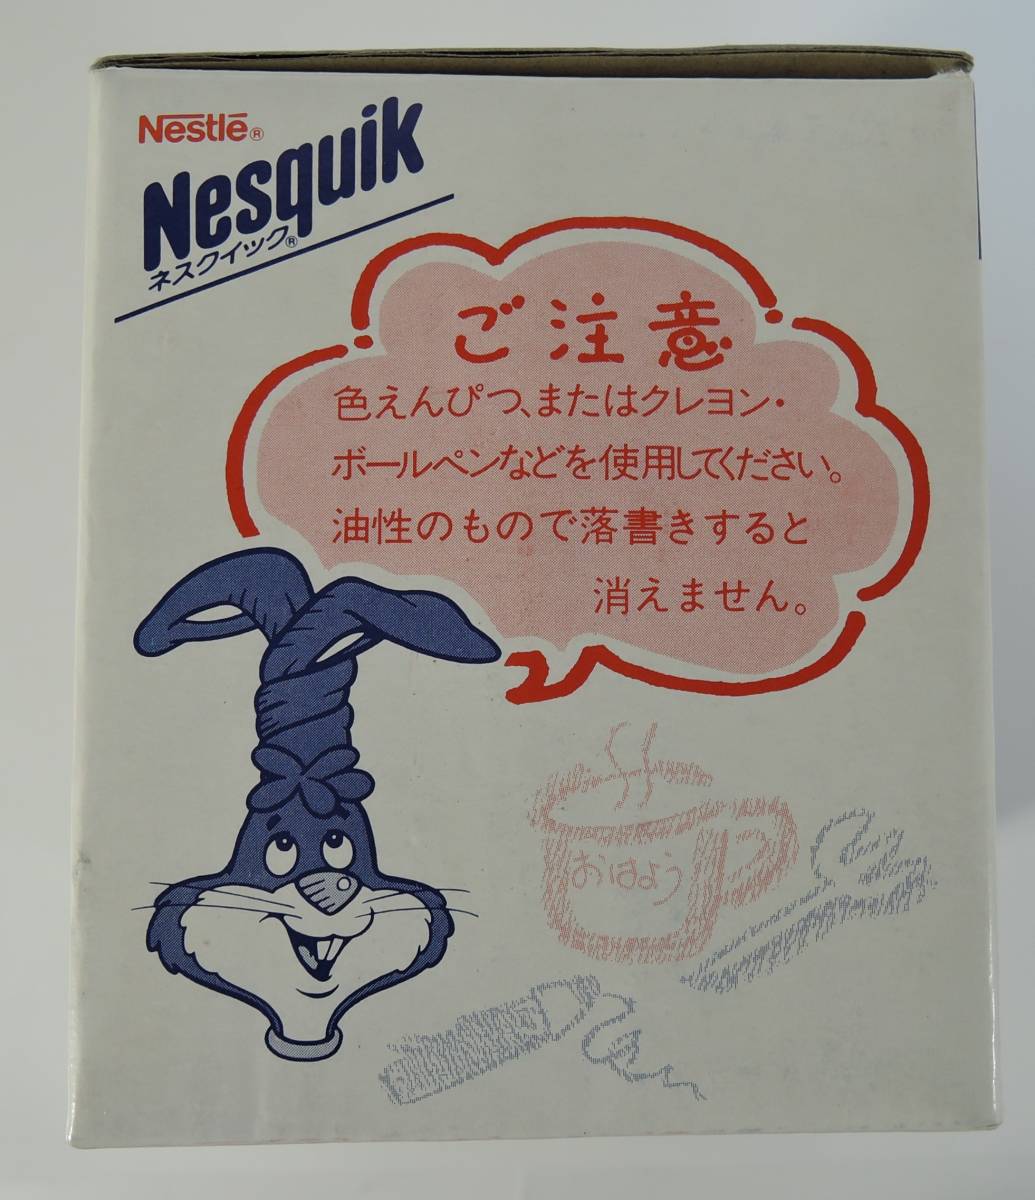 Nestlé®
Nesquik
ネスクイック®
ご注意
色えんぴつ、またはクレヨン・
ボールペンなどを使用してください。
油性のもので落書きすると
消えません。
おはよう